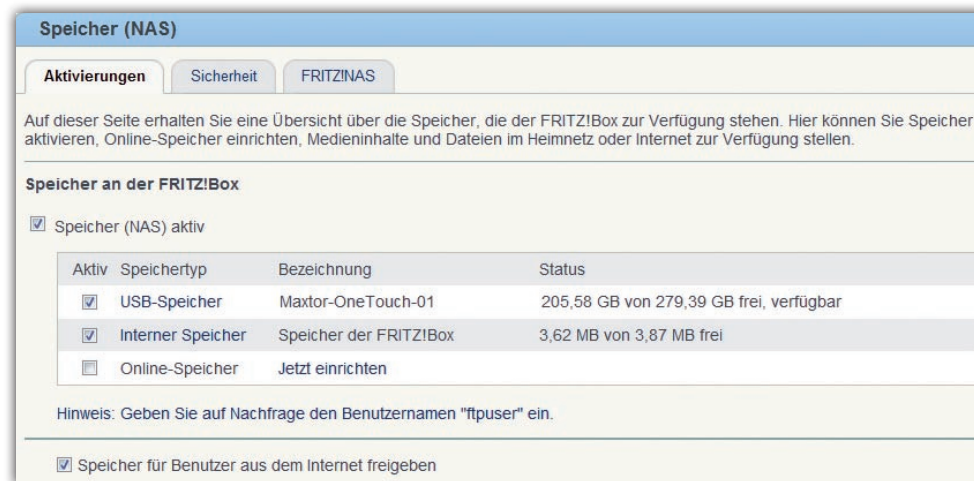 Speicher (NAS)
Aktivierungen Sicherheit FRITZ!NAS
Auf dieser Seite erhalten Sie eine Übersicht über die Speicher, die der FRITZ!Box zur Verfügung stehen. Hier können Sie Speicher
aktivieren, Online-Speicher einrichten, Medieninhalte und Dateien im Heimnetz oder Internet zur Verfügung stellen.
Speicher an der FRITZ!Box
Speicher (NAS) aktiv
Aktiv Speichertyp Bezeichnung Status
USB-Speicher Maxtor-OneTouch-01 205,58 GB von 279,39 GB frei, verfügbar
Interner Speicher Speicher der FRITZ!Box 3,62 MB von 3,87 MB frei
Online-Speicher Jetzt einrichten
Hinweis: Geben Sie auf Nachfrage den Benutzernamen "ftpuser" ein.
Speicher für Benutzer aus dem Internet freigeben